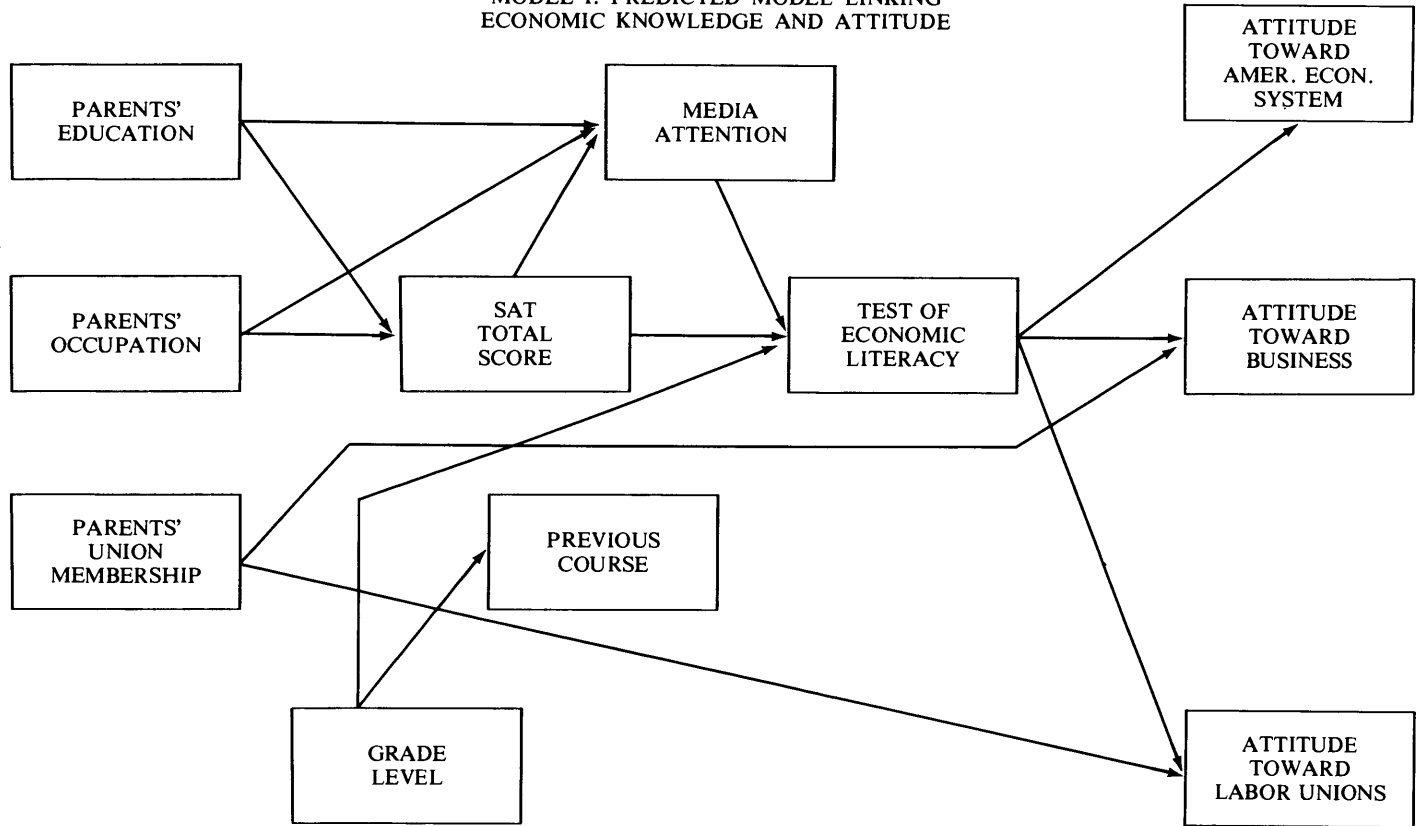 MODEL 1. PREDICTED MODEL LINKING
ECONOMIC KNOWLEDGE AND ATTITUDE
ATTITUDE
TOWARD
AMER. ECON.
SYSTEM
PARENTS'
EDUCATION
MEDIA
ATTENTION
PARENTS'
OCCUPATION
SAT
TOTAL
SCORE
TEST OF
ECONOMIC
LITERACY
ATTITUDE
TOWARD
BUSINESS
PARENTS'
UNION
MEMBERSHIP
PREVIOUS
COURSE
GRADE
LEVEL
ATTITUDE
TOWARD
LABOR UNIONS